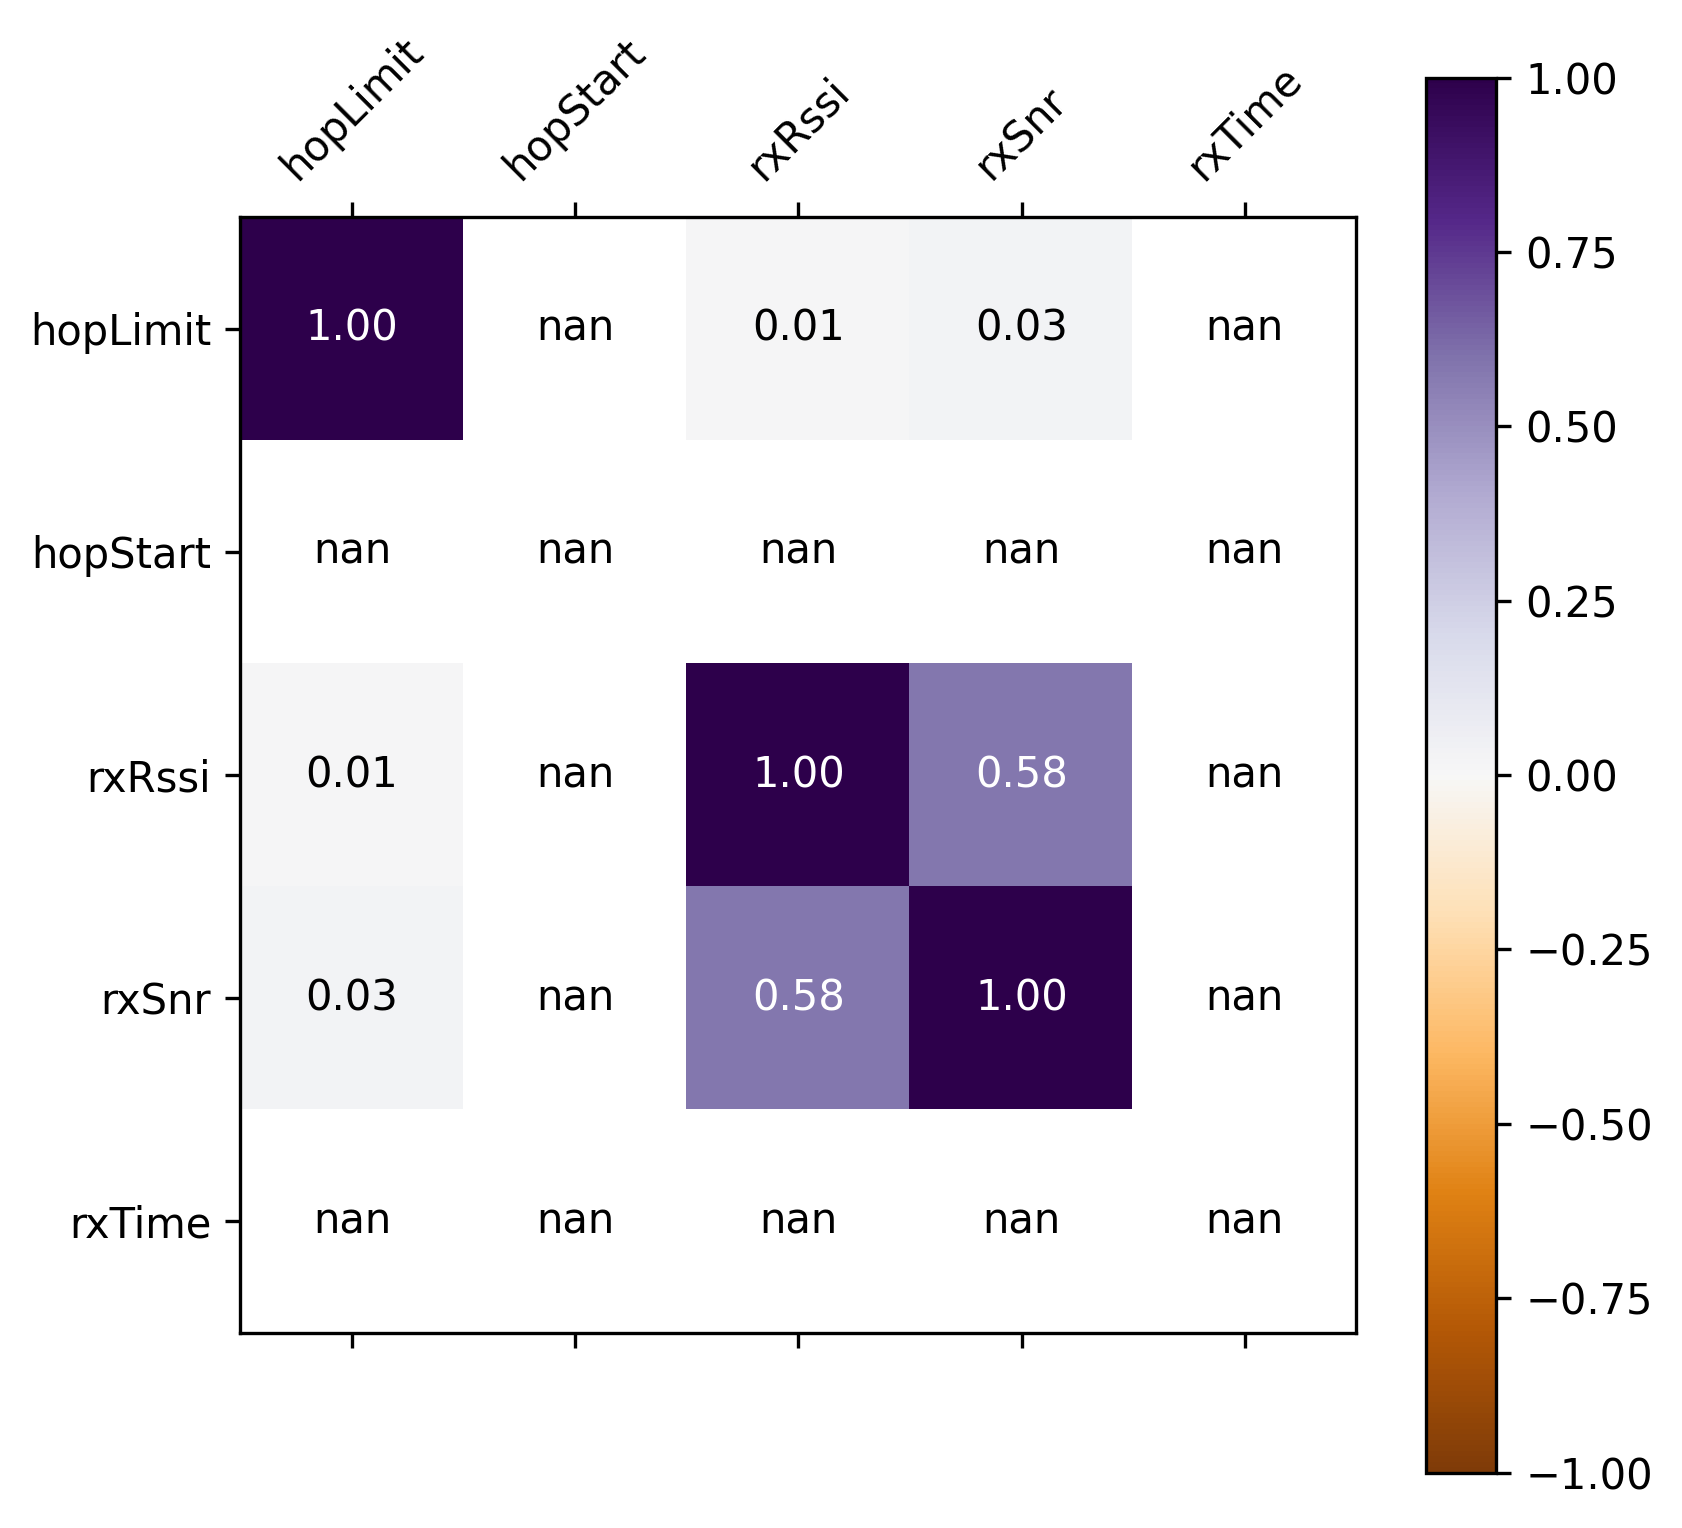 hopLimit hopStart rxRssi rxSnr rxTime
hopLimit 1.00 nan 0.01 0.03 nan
hopStart nan nan nan nan nan
rxRssi 0.01 nan 1.00 0.58 nan
rxSnr 0.03 nan 0.58 1.00 nan
rxTime nan nan nan nan nan
1.00
0.75
0.50
0.25
0.00
−0.25
−0.50
−0.75
−1.00